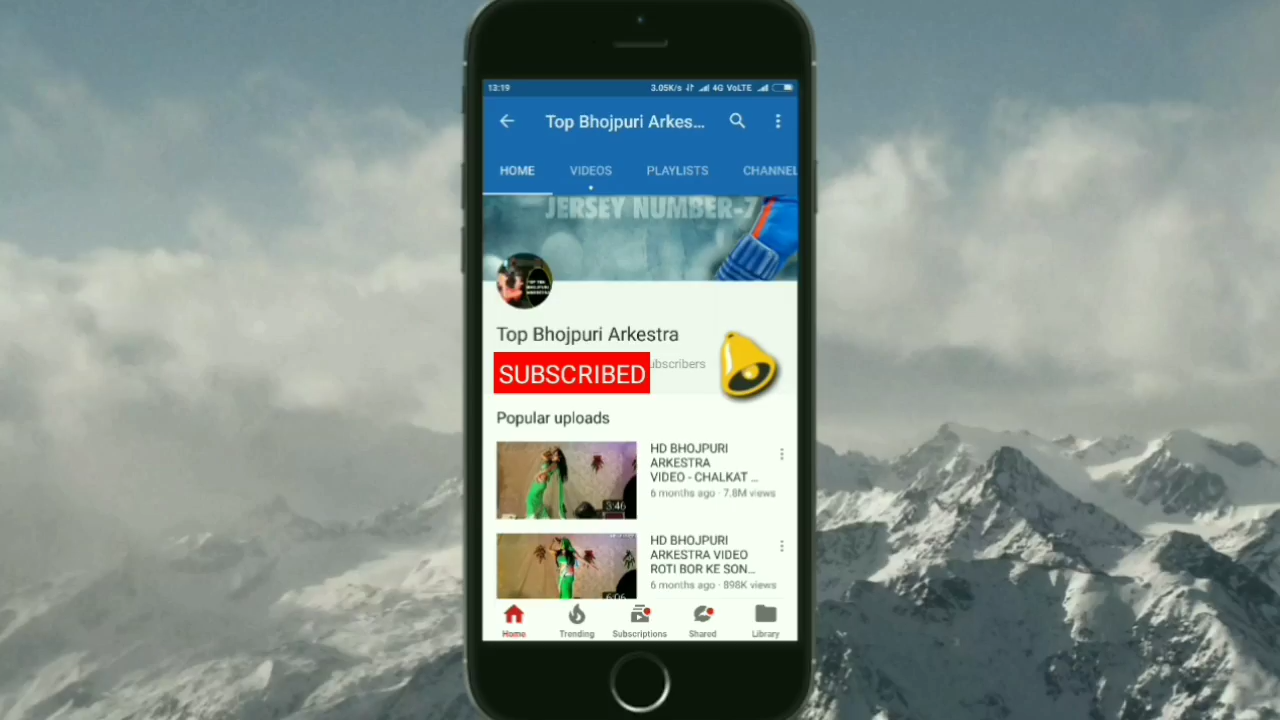 13:19
3.05K/s 4G VoLTE
Top Bhojpuri Arkes...
HOME VIDEOS PLAYLISTS CHANNEL
JERSEY NUMBER-7
Top Bhojpuri Arkestra
SUBSCRIBED
ubscribers
Popular uploads
HD BHOJPURI
ARKESTRA
VIDEO - CHALKAT ...
6 months ago · 7.8M views
3:46
HD BHOJPURI
ARKESTRA VIDEO
ROTI BOR KE SON...
6 months ago · 898K views
6:06
Home Trending Subscriptions Shared Library